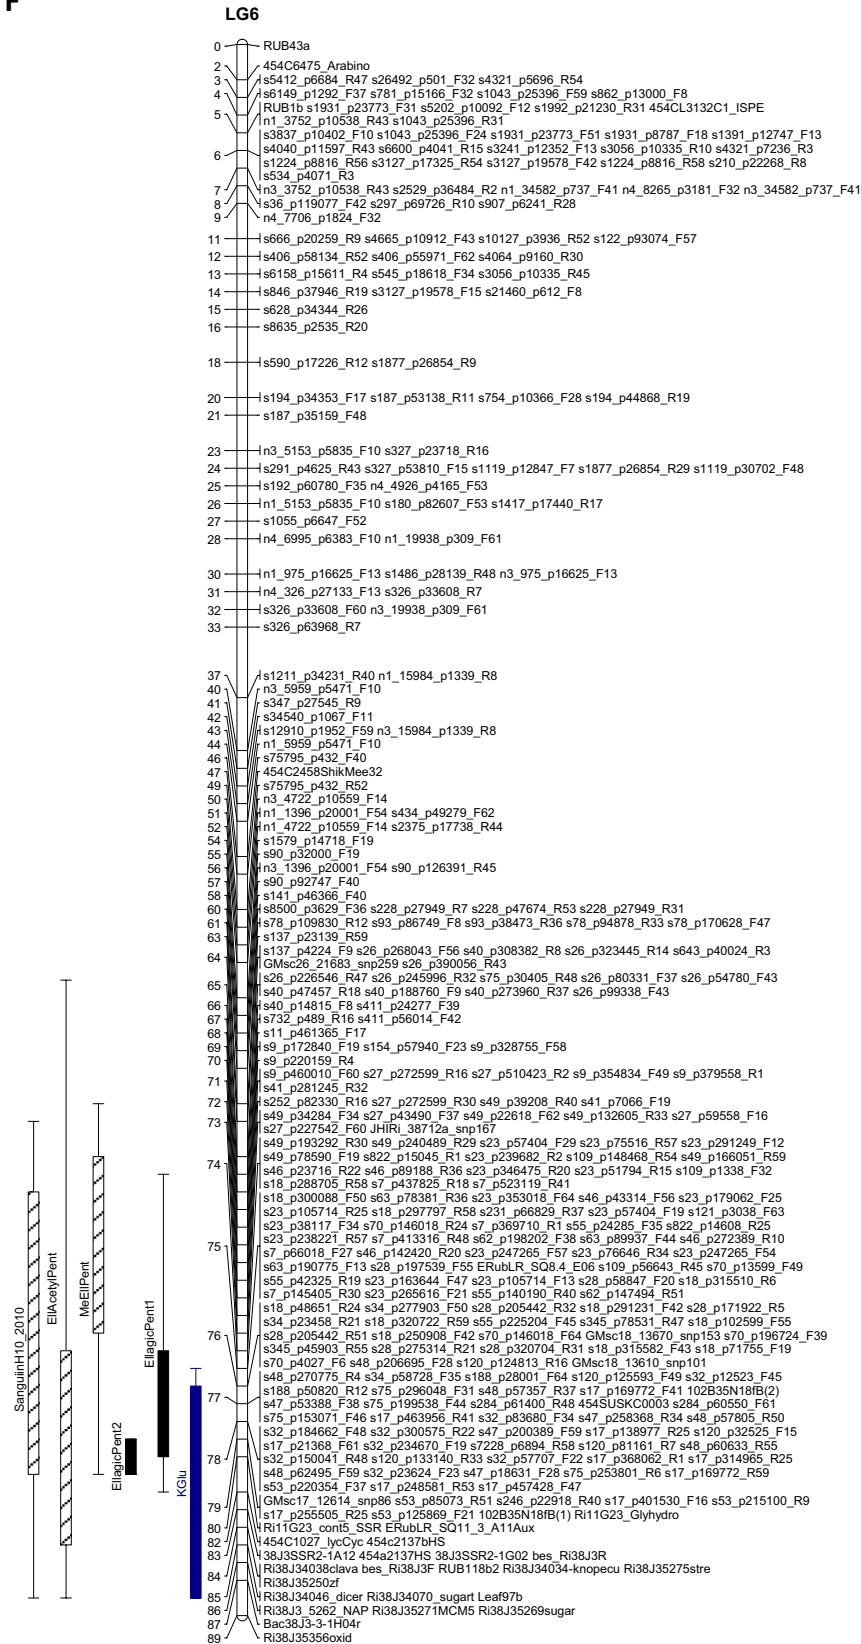 F
LG6
0 RUB43a
2 454C6475_Arabino
3 s5412_p6684_R47 s26492_p501_F32 s4321_p5696_R54
4 s6149_p1292_F37 s781_p15166_F32 s1043_p25396_F59 s862_p13000_F8
RUB1b s1931_p23773_F31 s5202_p10092_F12 s1992_p21230_R31 454CL3132C1_ISPE
5 n1_3752_p10538_R43 s1043_p25396_R31
s3837_p10402_F10 s1043_p25396_F24 s1931_p23773_F51 s1931_p8787_F18 s1391_p12747_F13
6 s4040_p11597_R43 s6600_p4041_R15 s3241_p12352_F13 s3056_p10335_R10 s4321_p7236_R3
s1224_p8816_R56 s3127_p17325_R54 s3127_p19578_F42 s1224_p8816_R58 s210_p22268_R8
s534_p4071_R3
7 n3_3752_p10538_R43 s2529_p36484_R2 n1_34582_p737_F41 n4_8265_p3181_F32 n3_34582_p737_F41
8 s36_p119077_F42 s297_p69726_R10 s907_p6241_R28
9 n4_7706_p1824_F32
11 s666_p20259_R9 s4665_p10912_F43 s10127_p3936_R52 s122_p93074_F57
12 s406_p58134_R52 s406_p55971_F62 s4064_p9160_R30
13 s6158_p15611_R4 s545_p18618_F34 s3056_p10335_R45
14 s846_p37946_R19 s3127_p19578_F15 s21460_p612_F8
15 s628_p34344_R26
16 s8635_p2535_R20
18 s590_p17226_R12 s1877_p26854_R9
20 s194_p34353_F17 s187_p53138_R11 s754_p10366_F28 s194_p44868_R19
21 s187_p35159_F48
23 n3_5153_p5835_F10 s327_p23718_R16
24 s291_p4625_R43 s327_p53810_F15 s1119_p12847_F7 s1877_p26854_R29 s1119_p30702_F48
25 s192_p60780_F35 n4_4926_p4165_F53
26 n1_5153_p5835_F10 s180_p82607_F53 s1417_p17440_R17
27 s1055_p6647_F52
28 n4_6995_p6383_F10 n1_19938_p309_F61
30 n1_975_p16625_F13 s1486_p28139_R48 n3_975_p16625_F13
31 n4_326_p27133_F13 s326_p33608_R7
32 s326_p33608_F60 n3_19938_p309_F61
33 s326_p63968_R7
37 s1211_p34231_R40 n1_15984_p1339_R8
40 n3_5959_p5471_F10
41 s347_p27545_R9
42 s34540_p1067_F11
43 s12910_p1952_F59 n3_15984_p1339_R8
44 n1_5959_p5471_F10
46 s75795_p432_F40
47 454C2458ShikMee32
49 s75795_p432_R52
50 n3_4722_p10559_F14
51 n1_1396_p20001_F54 s434_p49279_F62
52 n1_4722_p10559_F14 s2375_p17738_R44
54 s1579_p14718_F19
55 s90_p32000_F19
56 n3_1396_p20001_F54 s90_p126391_R45
57 s90_p92747_F40
58 s141_p46366_F40
60 s8500_p3629_F36 s228_p27949_R7 s228_p47674_R53 s228_p27949_R31
61 s78_p109830_R12 s93_p86749_F8 s93_p38473_R36 s78_p94878_R33 s78_p170628_F47
63 s137_p23139_R59
64 s137_p4224_F9 s26_p268043_F56 s40_p308382_R8 s26_p323445_R14 s643_p40024_R3
GMsc26_21683_snp259 s26_p390056_R43
65 s26_p226546_R47 s26_p245996_R32 s75_p30405_R48 s26_p80331_F37 s26_p54780_F43
s40_p47457_R18 s40_p188760_F9 s40_p273960_R37 s26_p99338_F43
66 s40_p14815_F8 s411_p24277_F39
67 s732_p489_R16 s411_p56014_F42
68 s11_p461365_F17
69 s9_p172840_F19 s154_p57940_F23 s9_p328755_F58
70 s9_p220159_R4
71 s9_p460010_F60 s27_p272599_R16 s27_p510423_R2 s9_p354834_F49 s9_p379558_R1
s41_p281245_R32
72 s252_p82330_R16 s27_p272599_R30 s49_p39208_R40 s41_p7066_F19
73 s49_p34284_F34 s27_p43490_F37 s49_p22618_F62 s49_p132605_R33 s27_p59558_F16
s27_p227542_F60 JHIRi_38712a_snp167
s49_p193292_R30 s49_p240489_R29 s23_p57404_F29 s23_p75516_R57 s23_p291249_F12
74 s49_p78590_F19 s822_p15045_R1 s23_p239682_R2 s109_p148468_R54 s49_p166051_R59
s46_p23716_R22 s46_p89188_R36 s23_p346475_R20 s23_p51794_R15 s109_p1338_F32
s18_p288705_R58 s7_p437825_R18 s7_p523119_R41
s18_p300088_F50 s63_p78381_R36 s23_p353018_F64 s46_p43314_F56 s23_p179062_F25
s23_p105714_R25 s18_p297797_R58 s231_p66829_R37 s23_p57404_F19 s121_p3038_F63
s23_p38117_F34 s70_p146018_R24 s7_p369710_R1 s55_p24285_F35 s822_p14608_R25
s23_p238221_R57 s7_p413316_R48 s62_p198202_F38 s63_p89937_F44 s46_p272389_R10
75 s7_p66018_F27 s46_p142420_R20 s23_p247265_F57 s23_p76646_R34 s23_p247265_F54
s63_p190775_F13 s28_p197539_F55 ERubLR_SQ8.4_E06 s109_p56643_R45 s70_p13599_F49
s55_p42325_R19 s23_p163644_F47 s23_p105714_F13 s28_p58847_F20 s18_p315510_R6
s7_p145405_R30 s23_p265616_F21 s55_p140190_R40 s62_p147494_R51
s18_p48651_R24 s34_p277903_F50 s28_p205442_R32 s18_p291231_F42 s28_p171922_R5
s34_p23458_R21 s18_p320722_R59 s55_p225204_F45 s345_p78531_R47 s18_p102599_F55
76 s28_p205442_R51 s18_p250908_F42 s70_p146018_F64 GMsc18_13670_snp153 s70_p196724_F39
s345_p45903_R55 s28_p275314_R21 s28_p320704_R31 s18_p315582_F43 s18_p71755_F19
s70_p4027_F6 s48_p206695_F28 s120_p124813_R16 GMsc18_13610_snp101
s48_p270775_R4 s34_p58728_F35 s188_p28001_F64 s120_p125593_F49 s32_p12523_F45
77 s188_p50820_R12 s75_p296048_F31 s48_p57357_R37 s17_p169772_F41 102B35N18fB(2)
s47_p53388_F38 s75_p199538_F44 s284_p61400_R48 454SUSKC0003 s284_p60550_F61
s75_p153071_F46 s17_p463956_R41 s32_p83680_F34 s47_p258368_R34 s48_p57805_R50
s32_p184662_F48 s32_p300575_R22 s47_p200389_F59 s17_p138977_R25 s120_p32525_F15
s17_p21368_F61 s32_p234670_F19 s7228_p6894_R58 s120_p81161_R7 s48_p60633_R55
78 s32_p150041_R48 s120_p133140_R33 s32_p57707_F22 s17_p368062_R1 s17_p314965_R25
s48_p62495_F59 s32_p23624_F23 s47_p18631_F28 s75_p253801_R6 s17_p169772_R59
s53_p220354_F37 s17_p248581_R53 s17_p457428_F47
79 GMsc17_12614_snp86 s53_p85073_R51 s246_p22918_R40 s17_p401530_F16 s53_p215100_R9
s17_p255505_R25 s53_p125869_F21 102B35N18fB(1) Ri11G23_Glyhydro
80 Ri11G23_cont5_SSR ERubLR_SQ11_3_A11Aux
82 454C1027_lycCyc 454c2137bHS
83 38J3SSR2-1A12 454a2137HS 38J3SSR2-1G02 bes_Ri38J3R
84 Ri38J34038clava bes_Ri38J3F RUB118b2 Ri38J34034-knopecu Ri38J35275stre
Ri38J35250zf
85 Ri38J34046_dicer Ri38J34070_sugart Leaf97b
86 Ri38J3_5262_NAP Ri38J35271MCM5 Ri38J35269sugar
87 Bac38J3-3-1H04r
89 Ri38J35356oxid
SanguiinH10_2010
EllAcetylPent
MeEllPent
EllagicPent2
EllagicPent1
KGlu